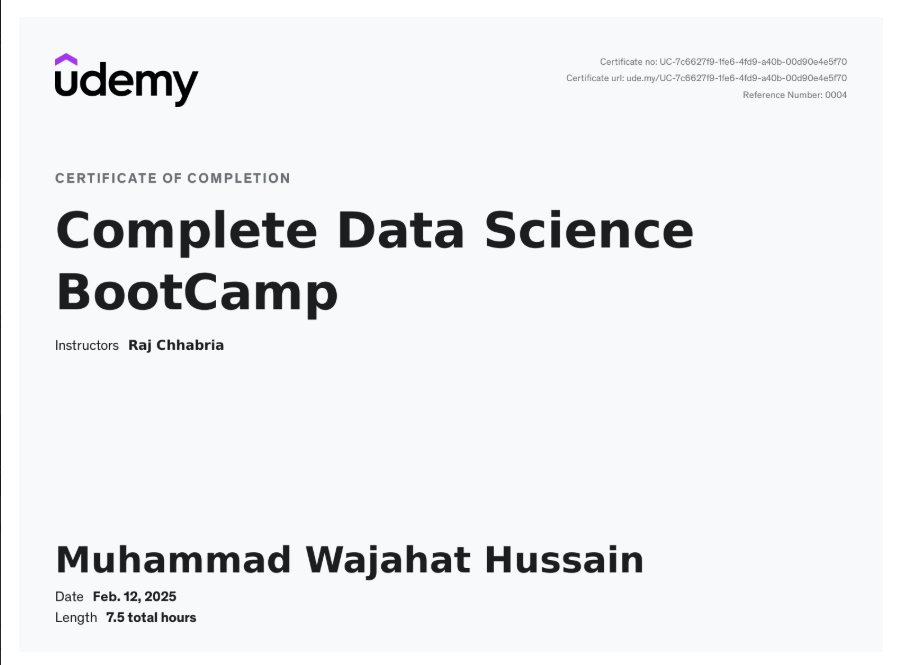 udemy
Certificate no: UC-7c6627f9-1fe6-4fd9-a40b-00d90e4e5f70
Certificate url: ude.my/UC-7c6627f9-1fe6-4fd9-a40b-00d90e4e5f70
Reference Number: 0004
CERTIFICATE OF COMPLETION
Complete Data Science
BootCamp
Instructors Raj Chhabria
Muhammad Wajahat Hussain
Date Feb. 12, 2025
Length 7.5 total hours